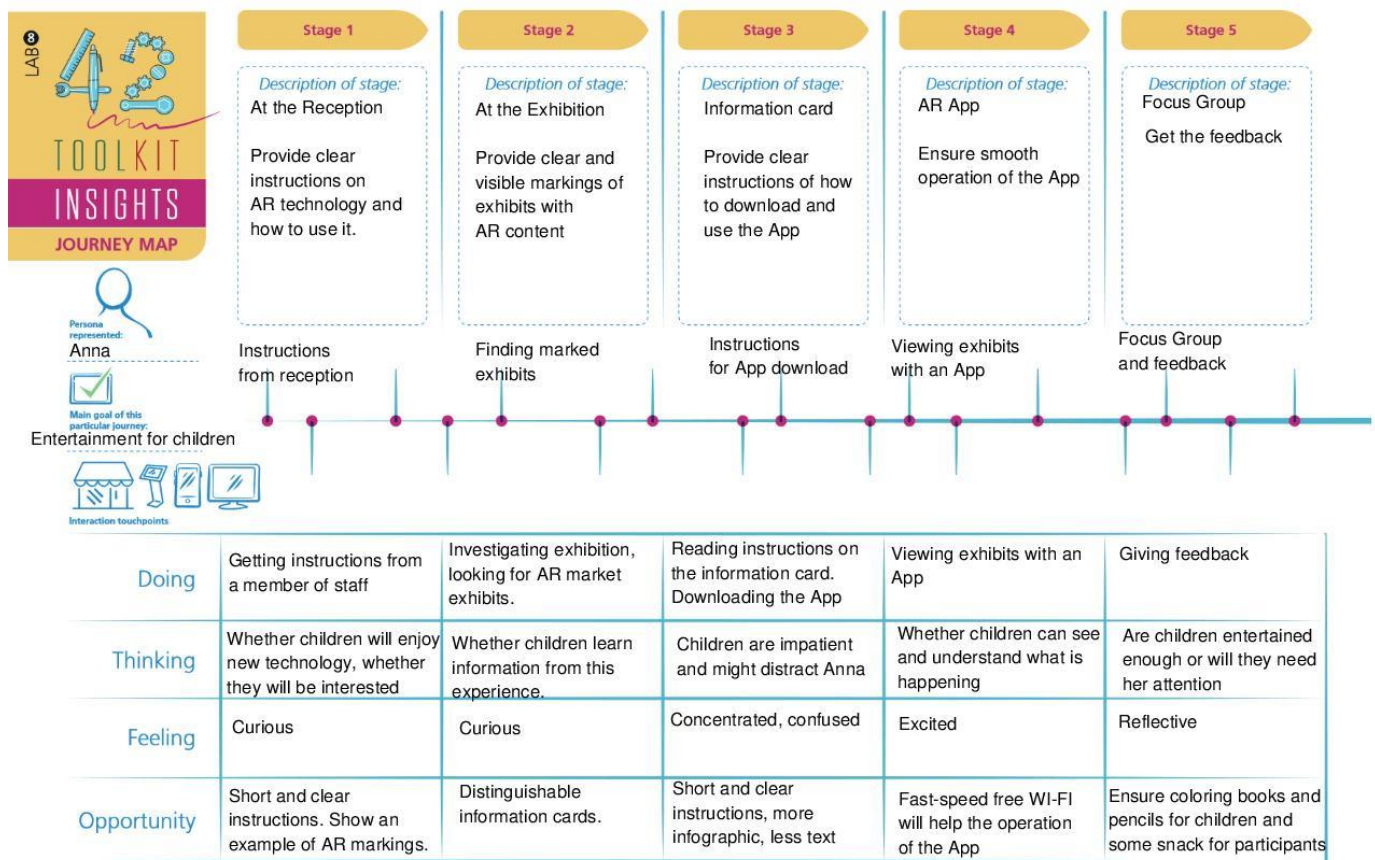 LAB 8
42
TOOLKIT
INSIGHTS
JOURNEY MAP
Stage 1
Stage 2
Stage 3
Stage 4
Stage 5
Description of stage:
At the Reception
Provide clear
instructions on
AR technology and
how to use it.
Description of stage:
At the Exhibition
Provide clear and
visible markings of
exhibits with
AR content
Description of stage:
Information card
Provide clear
instructions of how
to download and
use the App
Description of stage:
AR App
Ensure smooth
operation of the App
Description of stage:
Focus Group
Get the feedback
Persona
represented:
Anna
Main goal of this
particular journey:
Entertainment for children
Interaction touchpoints
Instructions
from reception
Finding marked
exhibits
Instructions
for App download
Viewing exhibits
with an App
Focus Group
and feedback
Doing
Getting instructions from
a member of staff
Investigating exhibition,
looking for AR market
exhibits.
Reading instructions on
the information card.
Downloading the App
Viewing exhibits with an
App
Giving feedback
Thinking
Whether children will enjoy
new technology, whether
they will be interested
Whether children learn
information from this
experience.
Children are impatient
and might distract Anna
Whether children can see
and understand what is
happening
Are children entertained
enough or will they need
her attention
Feeling
Curious
Curious
Concentrated, confused
Excited
Reflective
Opportunity
Short and clear
instructions. Show an
example of AR markings.
Distinguishable
information cards.
Short and clear
instructions, more
infographic, less text
Fast-speed free WI-FI
will help the operation
of the App
Ensure coloring books and
pencils for children and
some snack for participants